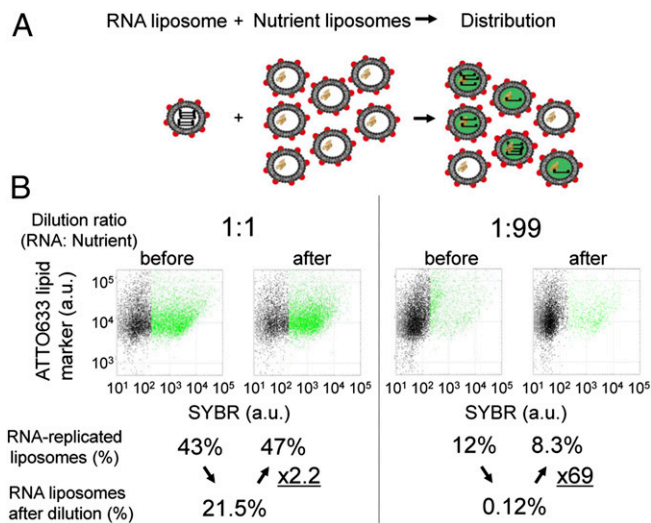 A
RNA liposome + Nutrient liposomes → Distribution
+
B
Dilution ratio
(RNA: Nutrient)
1:1
1:99
before
after
before
after
ATTO633 lipid
marker (a.u.)
10⁵
10⁴
10³
10¹ 10² 10³ 10⁴ 10⁵
10¹ 10² 10³ 10⁴ 10⁵
10¹ 10² 10³ 10⁴ 10⁵
10¹ 10² 10³ 10⁴ 10⁵
SYBR (a.u.)
SYBR (a.u.)
RNA-replicated
liposomes (%)
43%
47%
12%
8.3%
x2.2
x69
RNA liposomes
after dilution (%)
21.5%
0.12%